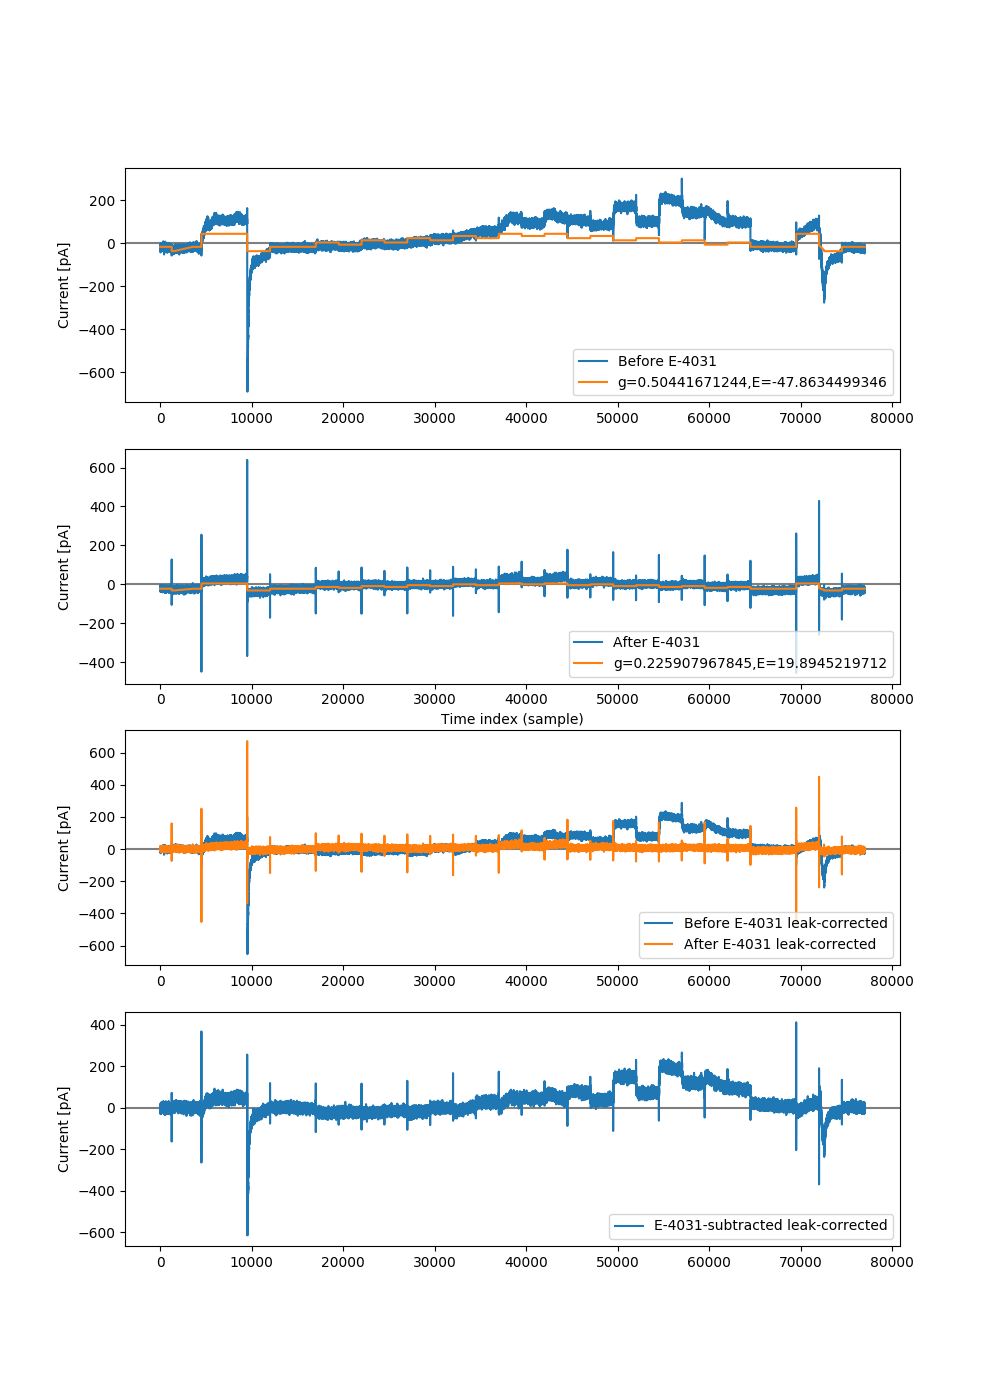 200
0
−200
−400
−600
Current [pA]
Before E-4031
g=0.50441671244,E=-47.8634499346
0 10000 20000 30000 40000 50000 60000 70000 80000
600
400
200
0
−200
−400
Current [pA]
After E-4031
g=0.225907967845,E=19.8945219712
0 10000 20000 30000 40000 50000 60000 70000 80000
Time index (sample)
600
400
200
0
−200
−400
−600
Current [pA]
Before E-4031 leak-corrected
After E-4031 leak-corrected
0 10000 20000 30000 40000 50000 60000 70000 80000
400
200
0
−200
−400
−600
Current [pA]
E-4031-subtracted leak-corrected
0 10000 20000 30000 40000 50000 60000 70000 80000